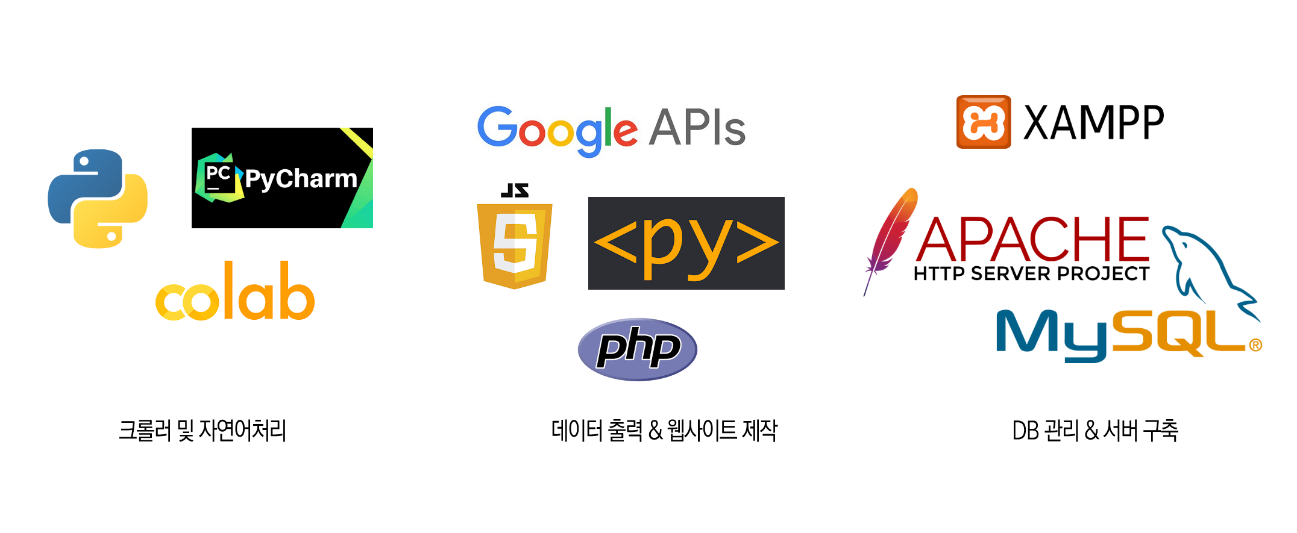 PC
PyCharm
colab
크롤러 및 자연어처리
Google APIs
JS
5
<py>
php
데이터 출력 & 웹사이트 제작
XAMPP
APACHE
HTTP SERVER PROJECT
MySQL®
DB 관리 & 서버 구축